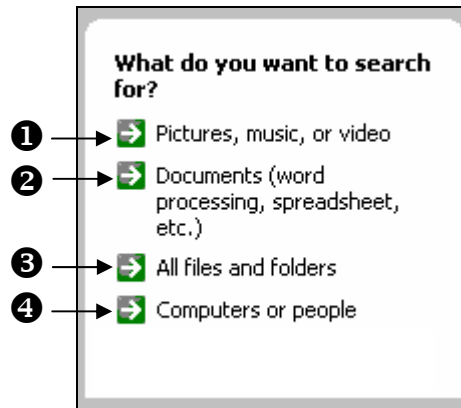 What do you want to search
for?
❶ Pictures, music, or video
❷ Documents (word
processing, spreadsheet,
etc.)
❸ All files and folders
❹ Computers or people